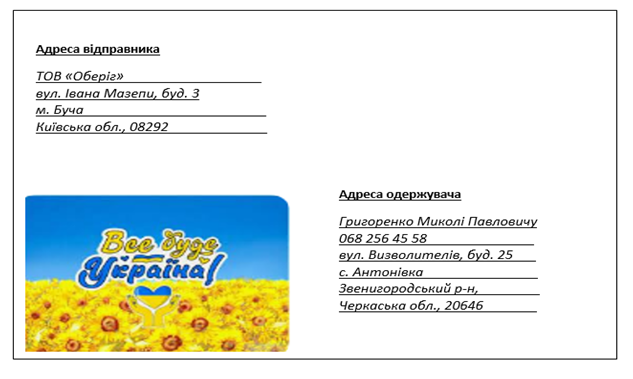 Адреса відправника
ТОВ «Оберіг»
вул. Івана Мазепи, буд. 3
м. Буча
Київська обл., 08292
Адреса одержувача
Григоренко Миколі Павловичу
068 256 45 58
вул. Визволителів, буд. 25
с. Антонівка
Звенигородський р-н,
Черкаська обл., 20646
Все буде
Україна!